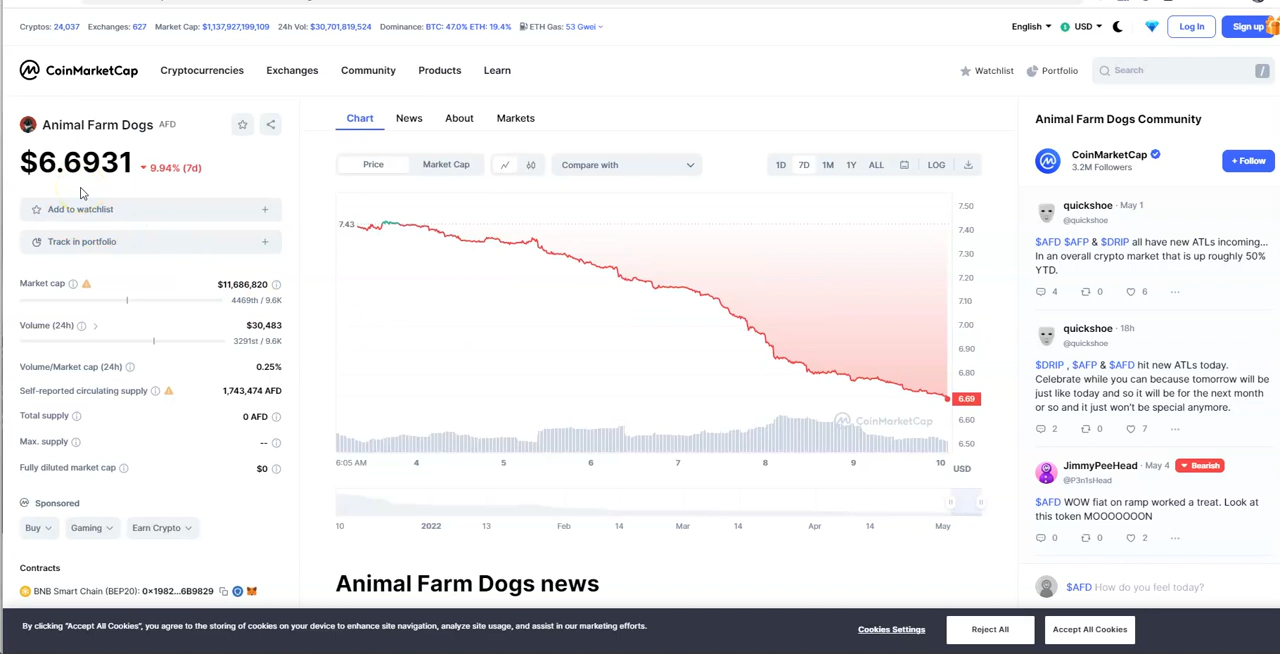 Cryptos: 24,037 Exchanges: 627 Market Cap: $1,137,927,199,109 24h Vol: $30,701,819,524 Dominance: BTC: 47.0% ETH: 19.4% ETH Gas: 53 Gwei
English USD Log In Sign up
CoinMarketCap Cryptocurrencies Exchanges Community Products Learn Watchlist Portfolio Search /
Animal Farm Dogs AFD
$6.6931 9.94% (7d)
Add to watchlist +
Track in portfolio +
Market cap $11,686,820
4469th / 9.6K
Volume (24h) $30,483
3291st / 9.6K
Volume/Market cap (24h) 0.25%
Self-reported circulating supply 1,743,474 AFD
Total supply 0 AFD
Max. supply --
Fully diluted market cap $0
Sponsored
Buy Gaming Earn Crypto
Contracts
BNB Smart Chain (BEP20): 0x1982...6B9829
Chart News About Markets
Price Market Cap Compare with 1D 7D 1M 1Y ALL LOG
7.43
7.50
7.40
7.30
7.20
7.10
7.00
6.90
6.80
6.69
6.60
6.50
CoinMarketCap
6:05 AM 4 5 6 7 8 9 10 USD
10 2022 13 Feb 14 Mar 14 Apr 14 May
Animal Farm Dogs news
Animal Farm Dogs Community
CoinMarketCap
3.2M Followers
+ Follow
quickshoe · May 1
@quickshoe
$AFD $AFP & $DRIP all have new ATLs incoming...
In an overall crypto market that is up roughly 50%
YTD.
4 0 6 ...
quickshoe · 18h
@quickshoe
$DRIP , $AFP & $AFD hit new ATLs today.
Celebrate while you can because tomorrow will be
just like today and so it will be for the next month
or so and it just won't be special anymore.
2 0 7 ...
JimmyPeeHead · May 4 Bearish
@P3n1sHead
$AFD WOW fiat on ramp worked a treat. Look at
this token MOOOOOOON
0 0 2 ...
$AFD How do you feel today?
By clicking "Accept All Cookies", you agree to the storing of cookies on your device to enhance site navigation, analyze site usage, and assist in our marketing efforts.
Cookies Settings Reject All Accept All Cookies